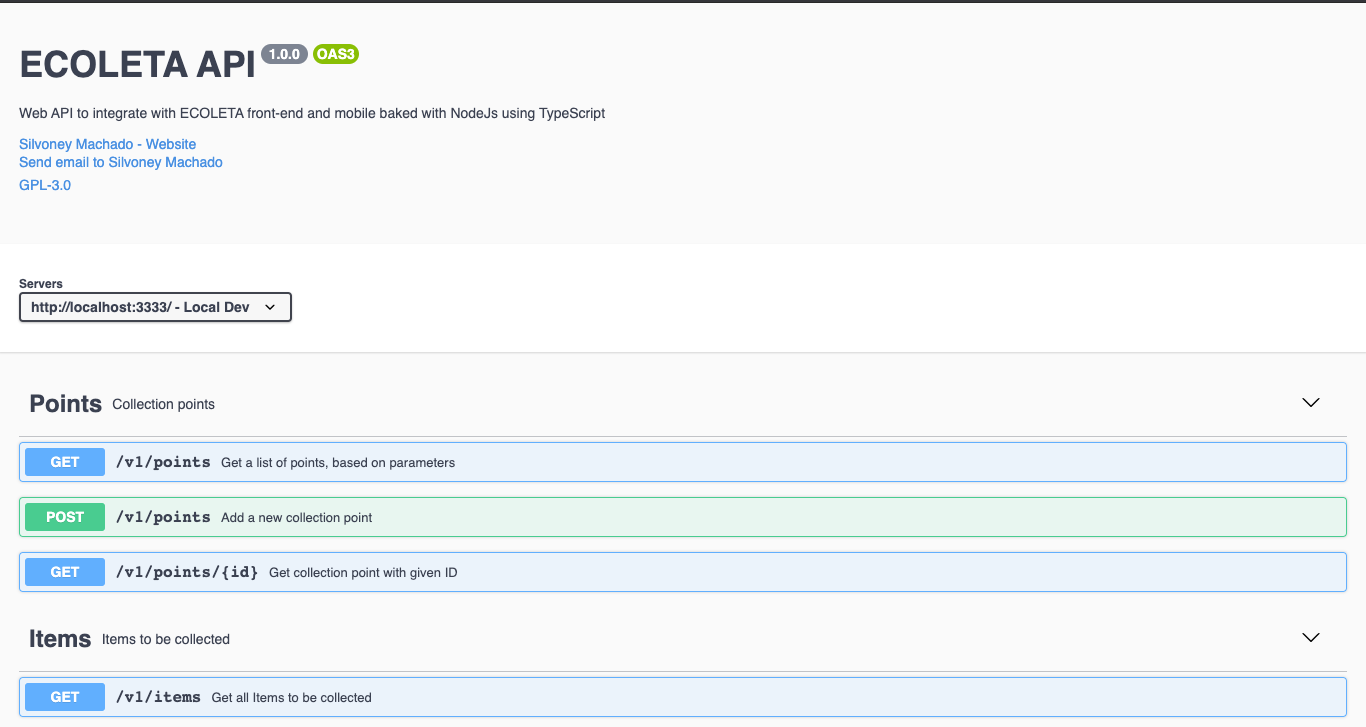 ECOLETA API 1.0.0 OAS3
Web API to integrate with ECOLETA front-end and mobile baked with NodeJs using TypeScript
Silvoney Machado - Website
Send email to Silvoney Machado
GPL-3.0
Servers
http://localhost:3333/ - Local Dev
Points Collection points
GET /v1/points Get a list of points, based on parameters
POST /v1/points Add a new collection point
GET /v1/points/{id} Get collection point with given ID
Items Items to be collected
GET /v1/items Get all Items to be collected